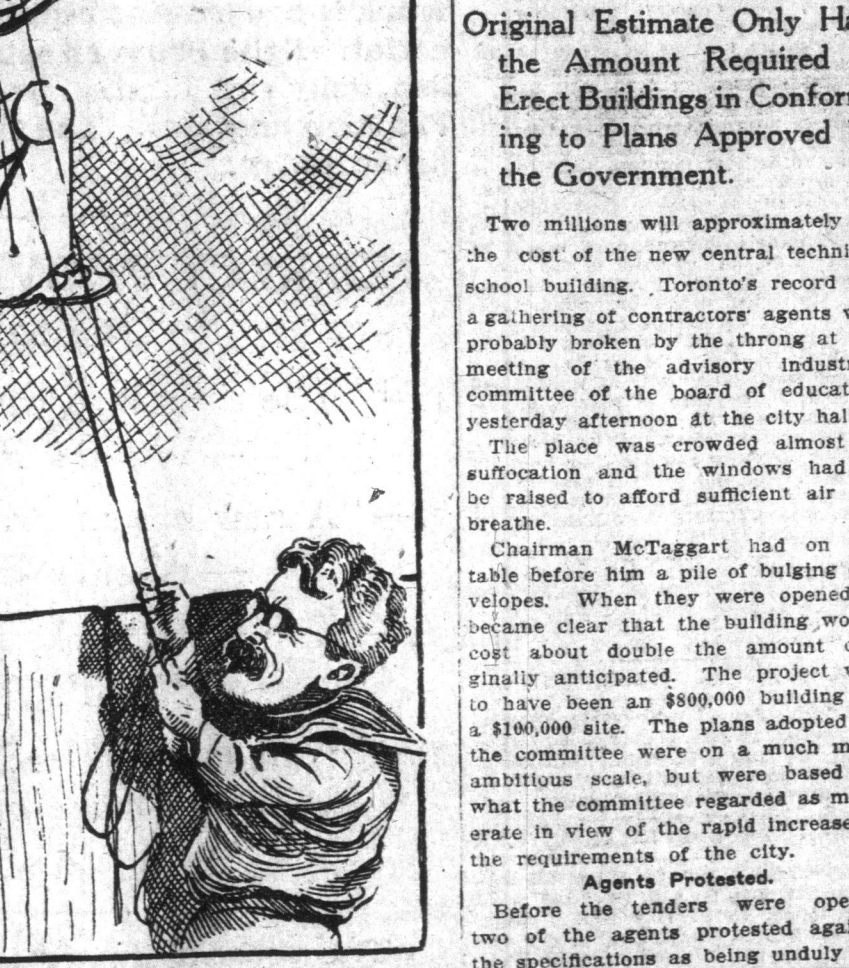 Original Estimate Only Ha
the Amount Required
Erect Buildings in Confor
ing to Plans Approved
the Government.
Two millions will approximately
the cost of the new central techni
school building. Toronto's record
a gathering of contractors' agents w
probably broken by the throng at
meeting of the advisory industr
committee of the board of educat
yesterday afternoon at the city hal
The place was crowded almost
suffocation and the windows had
be raised to afford sufficient air
breathe.
Chairman McTaggart had on
table before him a pile of bulging
velopes. When they were opened
became clear that the building wo
cost about double the amount o
ginally anticipated. The project w
to have been an $800,000 building
a $100,000 site. The plans adopted
the committee were on a much m
ambitious scale, but were based
what the committee regarded as m
erate in view of the rapid increase
the requirements of the city.
Agents Protested.
Before the tenders were ope
two of the agents protested agai
the specifications as being unduly